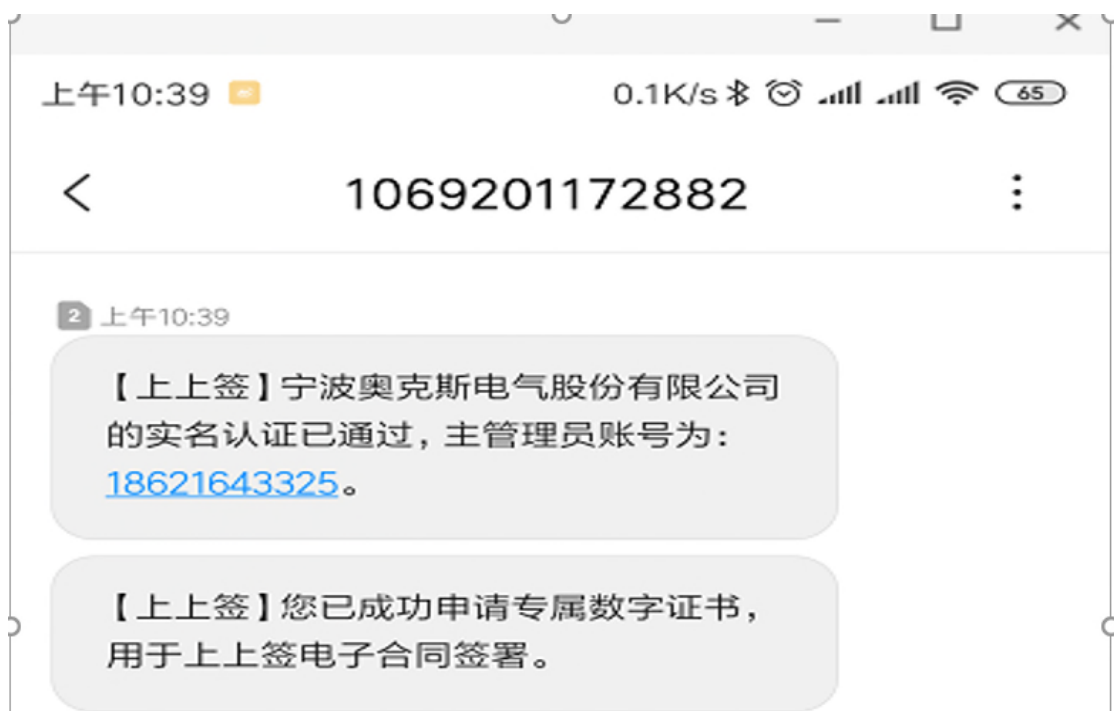 上午10:39
0.1K/s
65
1069201172882
2 上午10:39
【上上签】宁波奥克斯电气股份有限公司
的实名认证已通过，主管理员账号为：
18621643325。
【上上签】您已成功申请专属数字证书，
用于上上签电子合同签署。